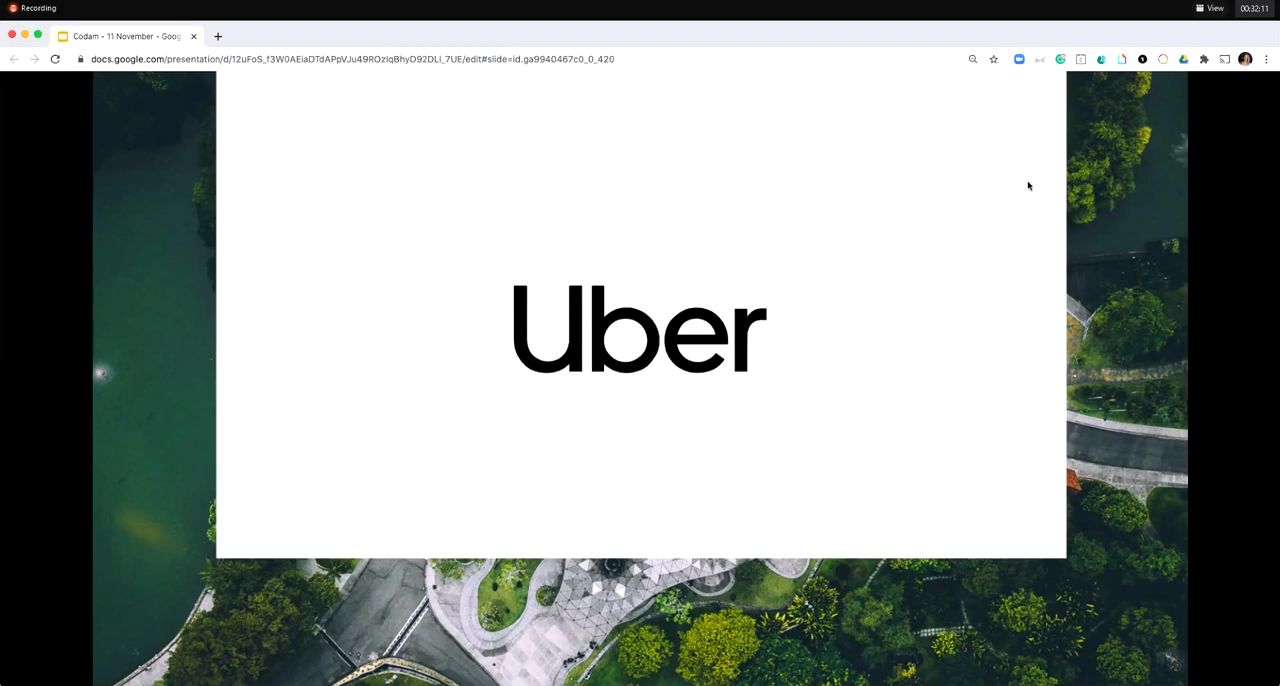 Recording
View
00:32:11
Codam - 11 November - Goog
docs.google.com/presentation/d/12uFoS_f3W0AEiaDTdAPpVJu49ROzIqBhyD92DLI_7UE/edit#slide=id.ga9940467c0_0_420
Uber